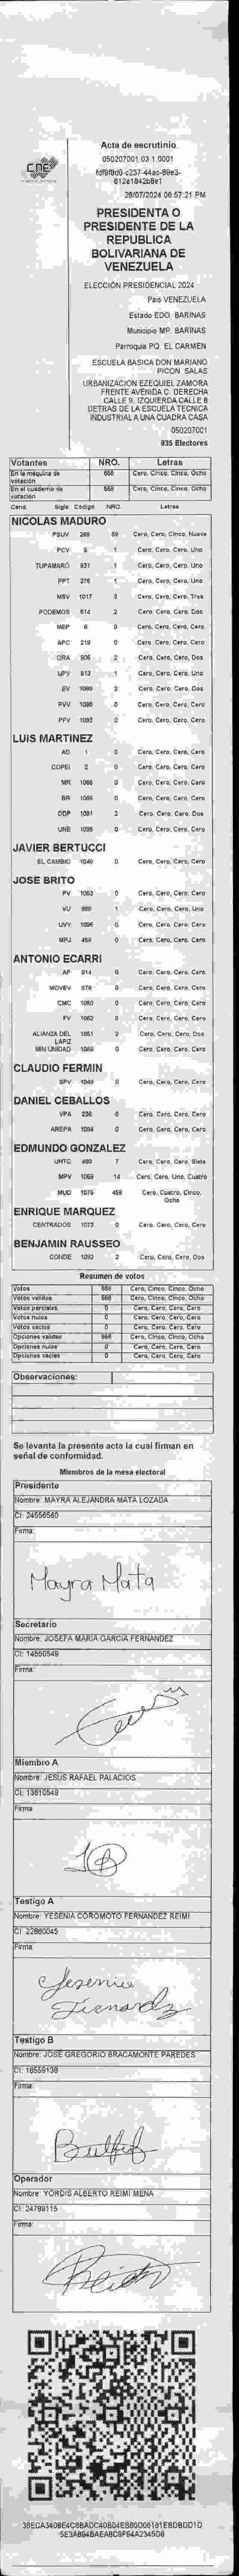 CNE
Acta de escrutinio
050207001.03.1.0001
28/07/2024 06:57:21 PM
PRESIDENTA O
PRESIDENTE DE LA
REPUBLICA
BOLIVARIANA DE
VENEZUELA
ELECCIÓN PRESIDENCIAL 2024
Pais VENEZUELA
Estado EDO. BARINAS
Municipio MP. BARINAS
Parroquia PQ. EL CARMEN
ESCUELA BASICA DON MARIANO
PICON SALAS
URBANIZACION EZEQUIEL ZAMORA
FRENTE AVENIDA C. DERECHA
CALLE 9. IZQUIERDA CALLE 8
DETRAS DE LA ESCUELA TECNICA
INDUSTRIAL A UNA CUADRA CASA
050207001
935 Electores
Votantes NRO. Letras
En la máquina de votación 558 Cero, Cinco, Cinco, Ocho
En el cuaderno de votación 558 Cero, Cinco, Cinco, Ocho
Cand. Sigla Código NRO. Letras
NICOLAS MADURO
PSUV 269 59 Cero, Cero, Cinco, Nueve
PCV 9 1 Cero, Cero, Cero, Uno
TUPAMARO 831 1 Cero, Cero, Cero, Uno
PPT 276 1 Cero, Cero, Cero, Uno
MSV 1017 3 Cero, Cero, Cero, Tres
PODEMOS 514 2 Cero, Cero, Cero, Dos
MEP 6 0 Cero, Cero, Cero, Cero
APC 219 0 Cero, Cero, Cero, Cero
ORA 905 2 Cero, Cero, Cero, Dos
UPV 513 1 Cero, Cero, Cero, Uno
EV 1089 2 Cero, Cero, Cero, Dos
PVV 1090 0 Cero, Cero, Cero, Cero
PFV 1093 0 Cero, Cero, Cero, Cero
LUIS MARTINEZ
AD 1 0 Cero, Cero, Cero, Cero
COPEI 2 0 Cero, Cero, Cero, Cero
MR 1066 0 Cero, Cero, Cero, Cero
BR 0 Cero, Cero, Cero, Cero
DDP 1091 2 Cero, Cero, Cero, Dos
UNE 1095 0 Cero, Cero, Cero, Cero
JAVIER BERTUCCI
EL CAMBIO 1048 0 Cero, Cero, Cero, Cero
JOSE BRITO
PV 1063 0 Cero, Cero, Cero, Cero
VU 888 1 Cero, Cero, Cero, Uno
UVV 1096 0 Cero, Cero, Cero, Cero
MPJ 459 0 Cero, Cero, Cero, Cero
ANTONIO ECARRI
AP 914 0 Cero, Cero, Cero, Cero
MOVEV 878 0 Cero, Cero, Cero, Cero
CMC 1050 0 Cero, Cero, Cero, Cero
FV 1062 0 Cero, Cero, Cero, Cero
ALIANZA DEL LAPIZ 1051 2 Cero, Cero, Cero, Dos
MIN UNIDAD 1068 0 Cero, Cero, Cero, Cero
CLAUDIO FERMIN
SPV 1049 0 Cero, Cero, Cero, Cero
DANIEL CEBALLOS
VPA 236 0 Cero, Cero, Cero, Cero
AREPA 1094 0 Cero, Cero, Cero, Cero
EDMUNDO GONZALEZ
UNTC 460 7 Cero, Cero, Cero, Siete
MPV 1069 14 Cero, Cero, Uno, Cuatro
MUD 1075 458 Cero, Cuatro, Cinco, Ocho
ENRIQUE MARQUEZ
CENTRADOS 1073 0 Cero, Cero, Cero, Cero
BENJAMIN RAUSSEO
CONDE 1092 2 Cero, Cero, Cero, Dos
Resumen de votos
Votos 558 Cero, Cinco, Cinco, Ocho
Votos validos 558 Cero, Cinco, Cinco, Ocho
Votos parciales 0 Cero, Cero, Cero, Cero
Votos nulos 0 Cero, Cero, Cero, Cero
Votos vacios 0 Cero, Cero, Cero, Cero
Opciones validas 558 Cero, Cinco, Cinco, Ocho
Opciones nulas 0 Cero, Cero, Cero, Cero
Opciones vacias 0 Cero, Cero, Cero, Cero
Observaciones:
Se levanta la presente acta la cual firman en
señal de conformidad.
Miembros de la mesa electoral
Presidente
Nombre: MAYRA ALEJANDRA MATA LOZADA
CI: 24556560
Firma:
Mayra Mata
Secretario
Nombre: JOSEFA MARIA GARCIA FERNANDEZ
CI: 14550549
Firma:
Miembro A
Nombre: JESUS RAFAEL PALACIOS
CI: 13610549
Firma:
Testigo A
Nombre: YESENIA COROMOTO FERNANDEZ REIMI
CI: 22880045
Firma:
Yesenia
Fernandz
Testigo B
Nombre: JOSE GREGORIO BRACAMONTE PAREDES
CI: 16559138
Firma:
Operador
Nombre: YORDIS ALBERTO REIMI MENA
CI: 24789115
Firma: